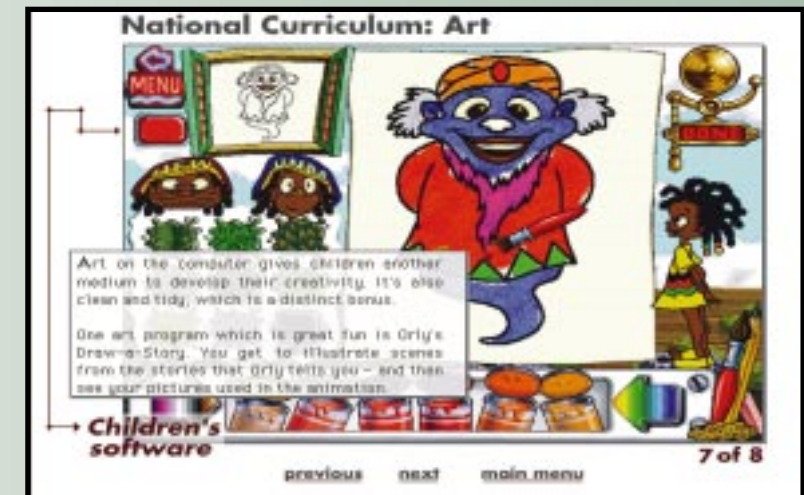 National Curriculum: Art
MENU
DONE
Art on the computer gives children another
medium to develop their creativity. It's also
clean and tidy, which is a distinct bonus.
One art program which is great fun is Orly's
Draw-a-Story. You get to illustrate scenes
from the stories that Orly tells you – and then
see your pictures used in the animation.
Children's
software
7 of 8
previous next main menu